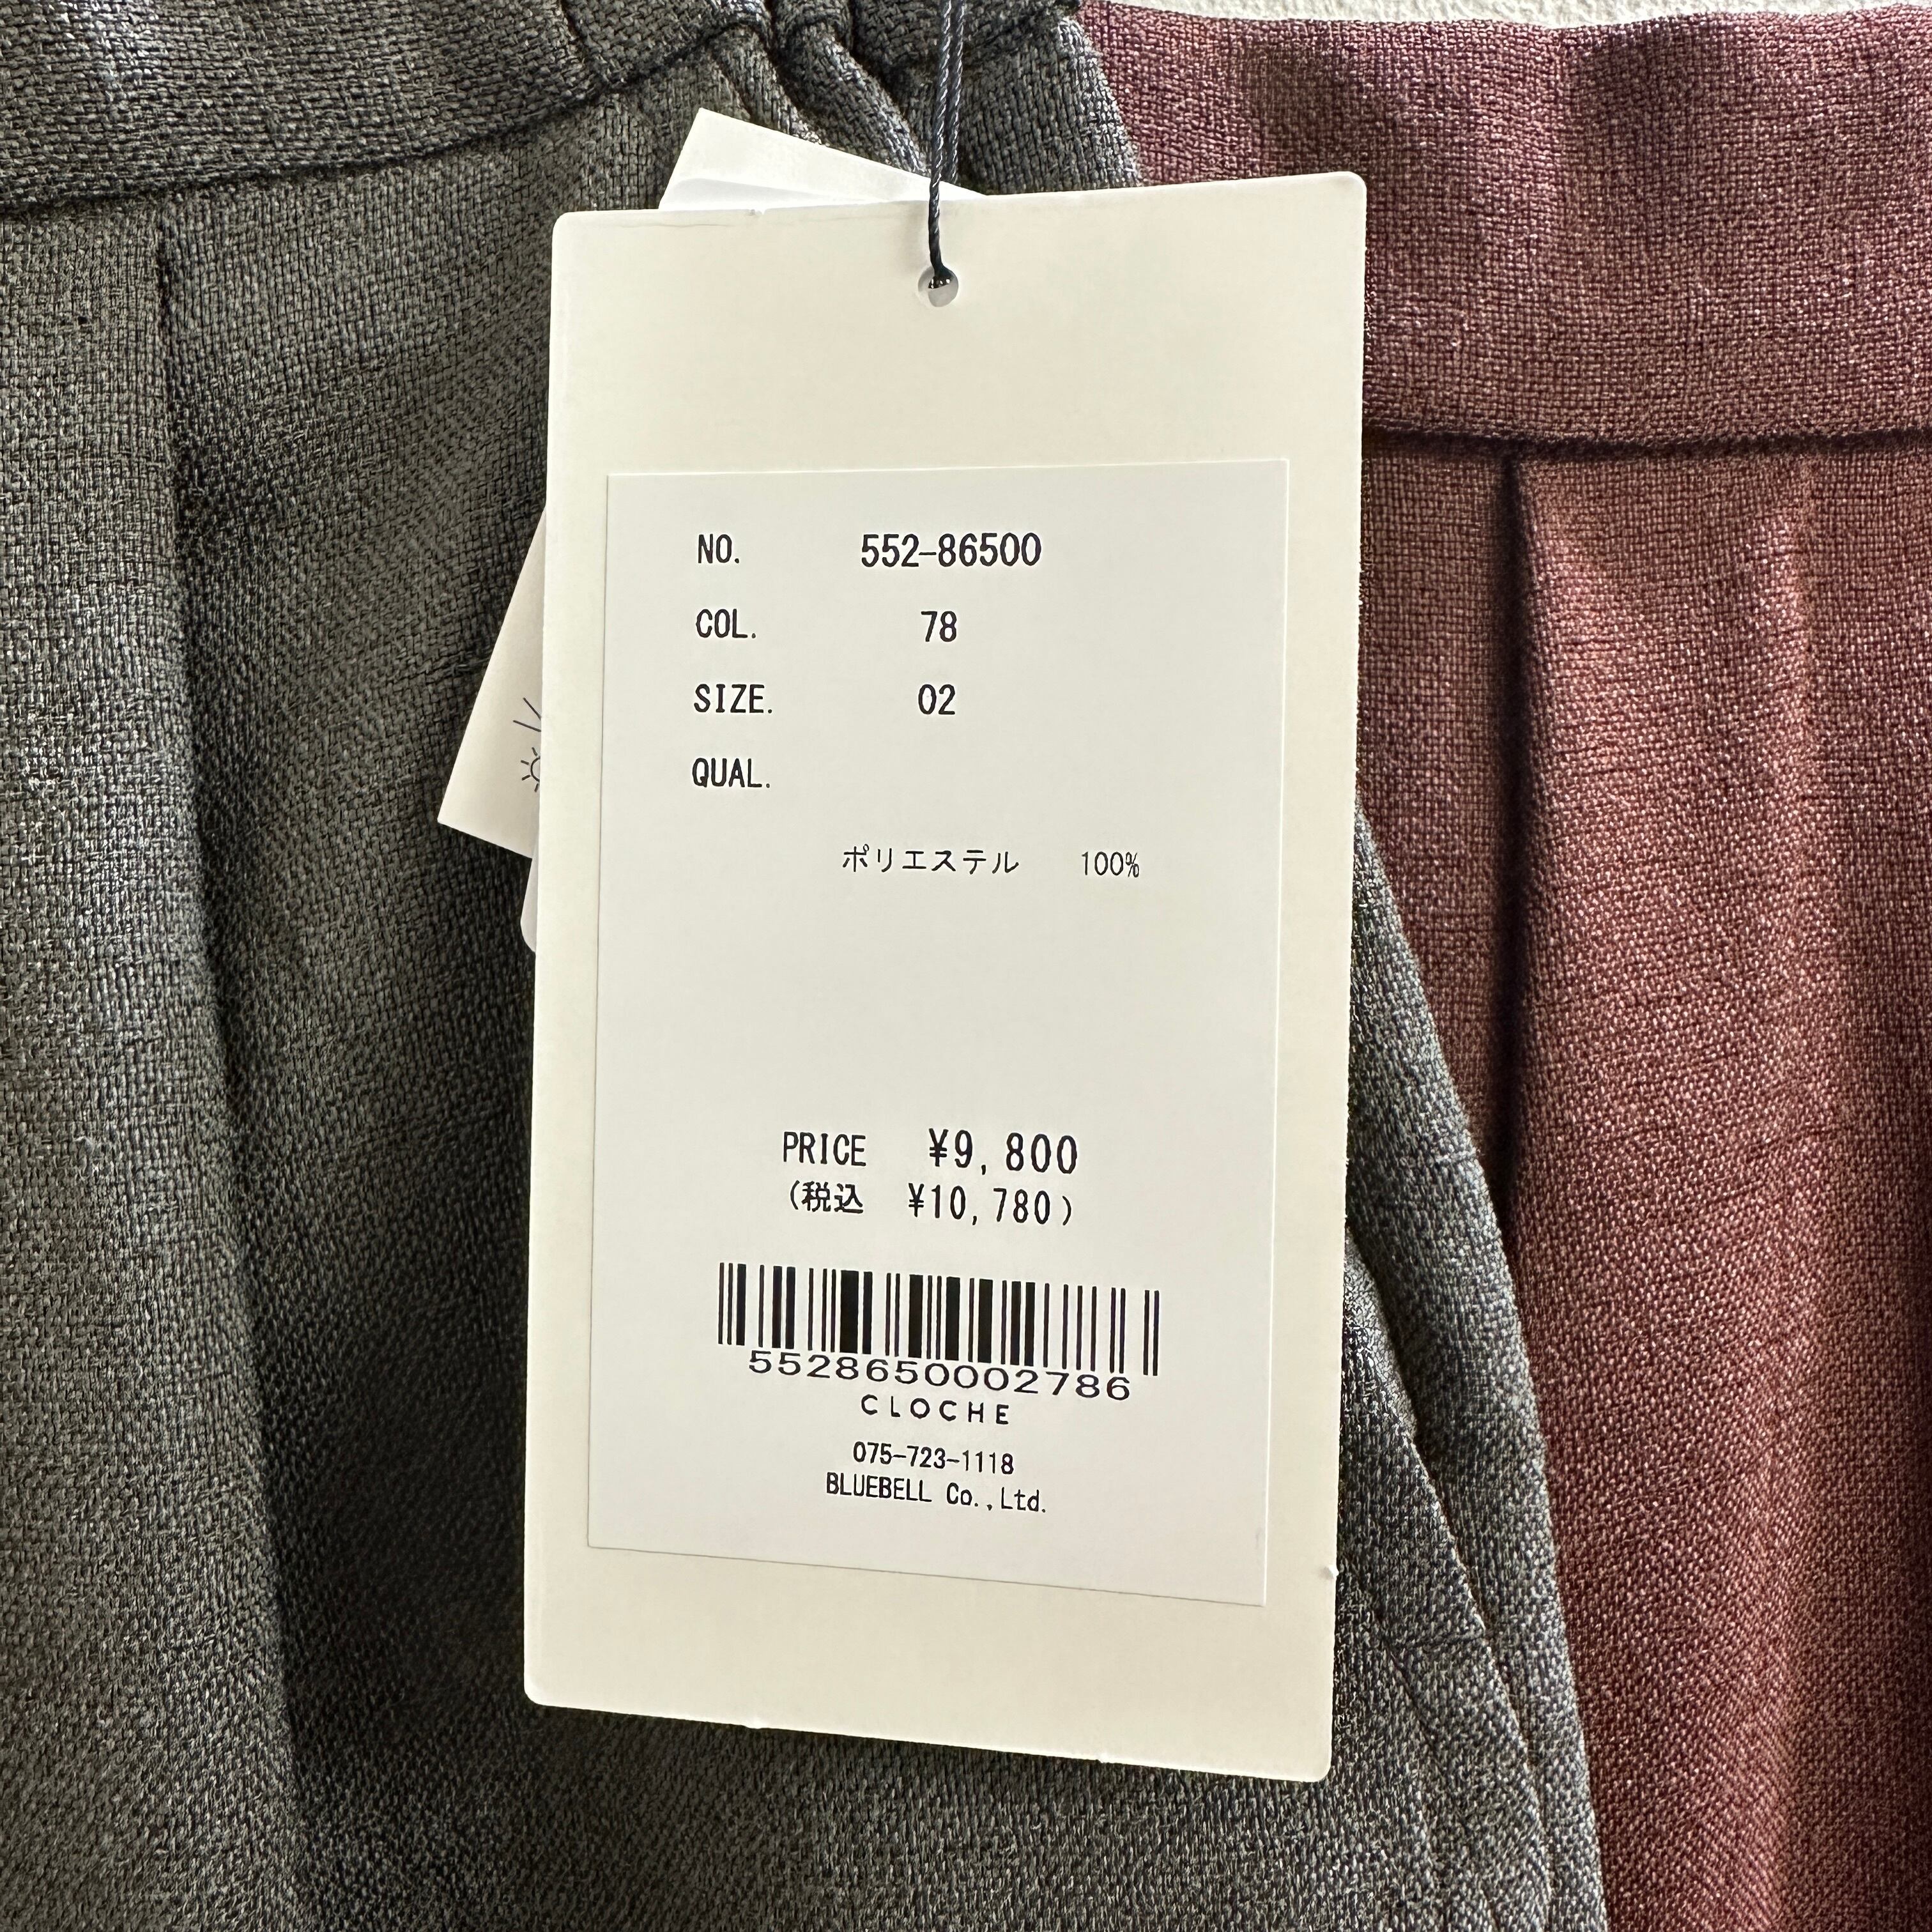 NO. 552-86500
COL. 78
SIZE. 02
QUAL.
ポリエステル 100%
PRICE ¥9,800
(税込 ¥10,780)
5528650002786
CLOCHE
075-723-1118
BLUEBELL Co.,Ltd.